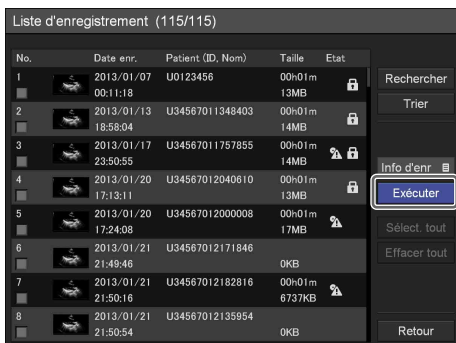 Liste d'enregistrement (115/115)
No. Date enr. Patient (ID, Nom) Taille Etat
1 2013/01/07 U0123456 00h01m
00:11:18 13MB
2 2013/01/13 U34567011348403 00h01m
18:58:04 14MB
3 2013/01/17 U34567011757855 00h01m
23:50:55 14MB
4 2013/01/20 U34567012040610 00h01m
17:13:11 13MB
5 2013/01/20 U34567012000008 00h01m
17:24:08 17MB
6 2013/01/21 U34567012171846
21:49:46 0KB
7 2013/01/21 U34567012182816 00h01m
21:50:16 6737KB
8 2013/01/21 U34567012135954
21:50:54 0KB
Rechercher
Trier
Info d'enr
Exécuter
Sélect. tout
Effacer tout
Retour